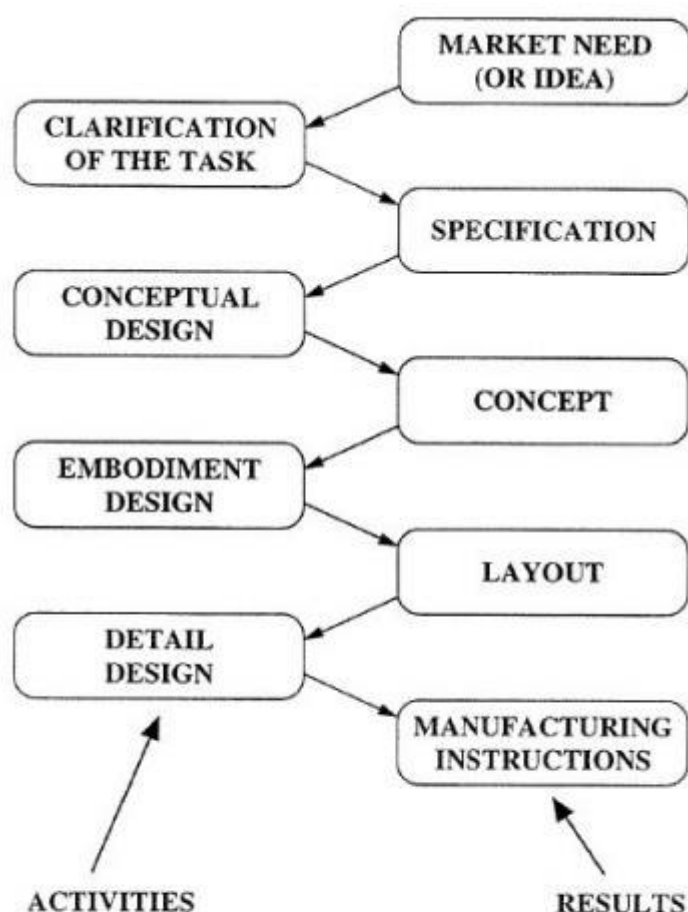 MARKET NEED
(OR IDEA)
CLARIFICATION
OF THE TASK
SPECIFICATION
CONCEPTUAL
DESIGN
CONCEPT
EMBODIMENT
DESIGN
LAYOUT
DETAIL
DESIGN
MANUFACTURING
INSTRUCTIONS
ACTIVITIES
RESULTS